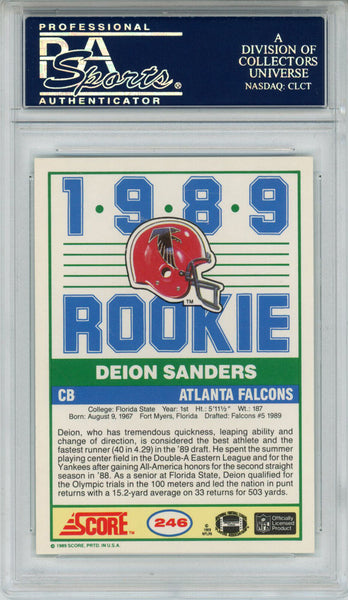 PROFESSIONAL
PSA
Sports®
AUTHENTICATOR
A
DIVISION OF
COLLECTORS
UNIVERSE
NASDAQ: CLCT
1•9•8•9
TM
ROOKIE
DEION SANDERS
CB ATLANTA FALCONS
College: Florida State Year: 1st Ht.: 5'11½" Wt.: 187
Born: August 9, 1967 Fort Myers, Florida Drafted: Falcons #5 1989
Deion, who has tremendous quickness, leaping ability and
change of direction, is considered the best athlete and the
fastest runner (40 in 4.29) in the '89 draft. He spent the summer
playing center field in the Double-A Eastern League and for the
Yankees after gaining All-America honors for the second straight
season in '88. As a senior at Florida State, Deion qualified for
the Olympic trials in the 100 meters and led the nation in punt
returns with a 15.2-yard average on 33 returns for 503 yards.
SCORE™
246
© 1989 NFLPA
NFL
Officially
Licensed
Product
© 1989 SCORE, PRTD. IN U.S.A.